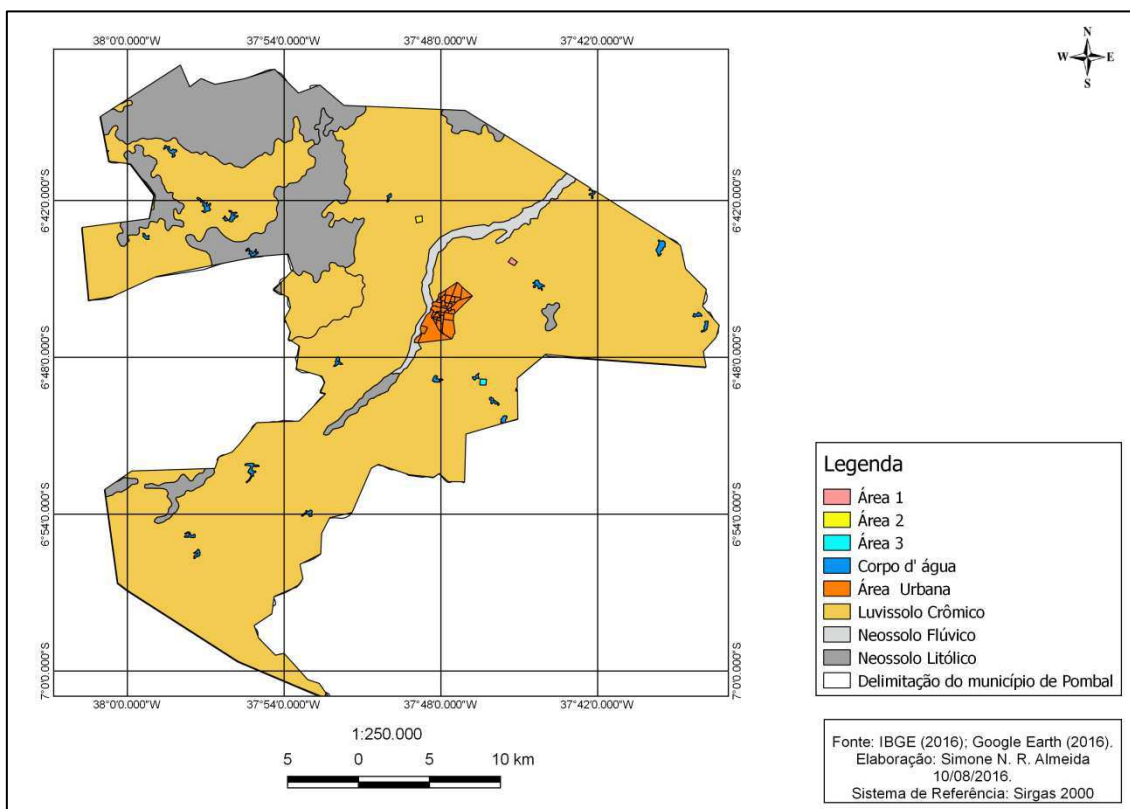 N
W E
S
38°0'0.000"W 37°54'0.000"W 37°48'0.000"W 37°42'0.000"W
6°42'0.000"S 6°42'0.000"S
6°48'0.000"S 6°48'0.000"S
6°54'0.000"S 6°54'0.000"S
7°0'0.000"S 7°0'0.000"S
38°0'0.000"W 37°54'0.000"W 37°48'0.000"W 37°42'0.000"W
1:250.000
5 0 5 10 km
Legenda
Área 1
Área 2
Área 3
Corpo d' água
Área Urbana
Luvissolo Crômico
Neossolo Flúvico
Neossolo Litólico
Delimitação do município de Pombal
Fonte: IBGE (2016); Google Earth (2016).
Elaboração: Simone N. R. Almeida
10/08/2016.
Sistema de Referência: Sirgas 2000